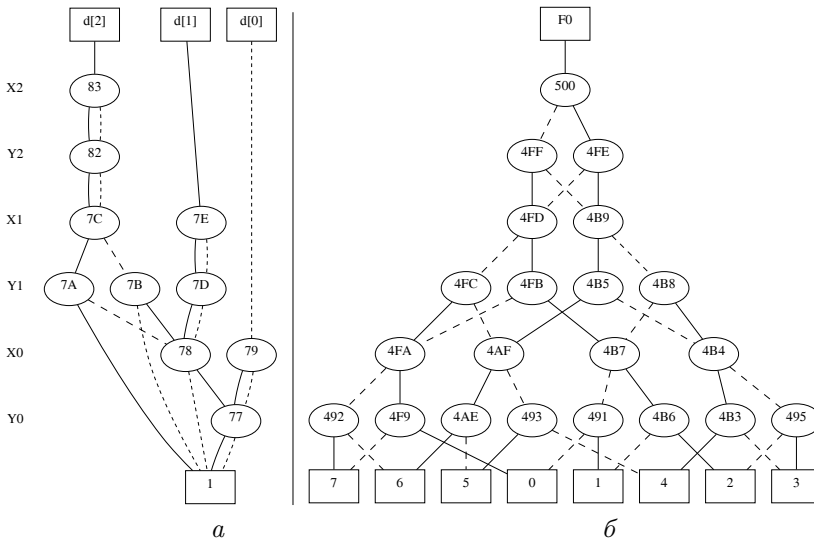 d[2] d[1] d[0] F0
X2 83 500
Y2 82 4FF 4FE
X1 7C 7E 4FD 4B9
Y1 7A 7B 7D 4FC 4FB 4B5 4B8
X0 78 79 4FA 4AF 4B7 4B4
Y0 77 492 4F9 4AE 493 491 4B6 4B3 495
1 7 6 5 0 1 4 2 3
а б